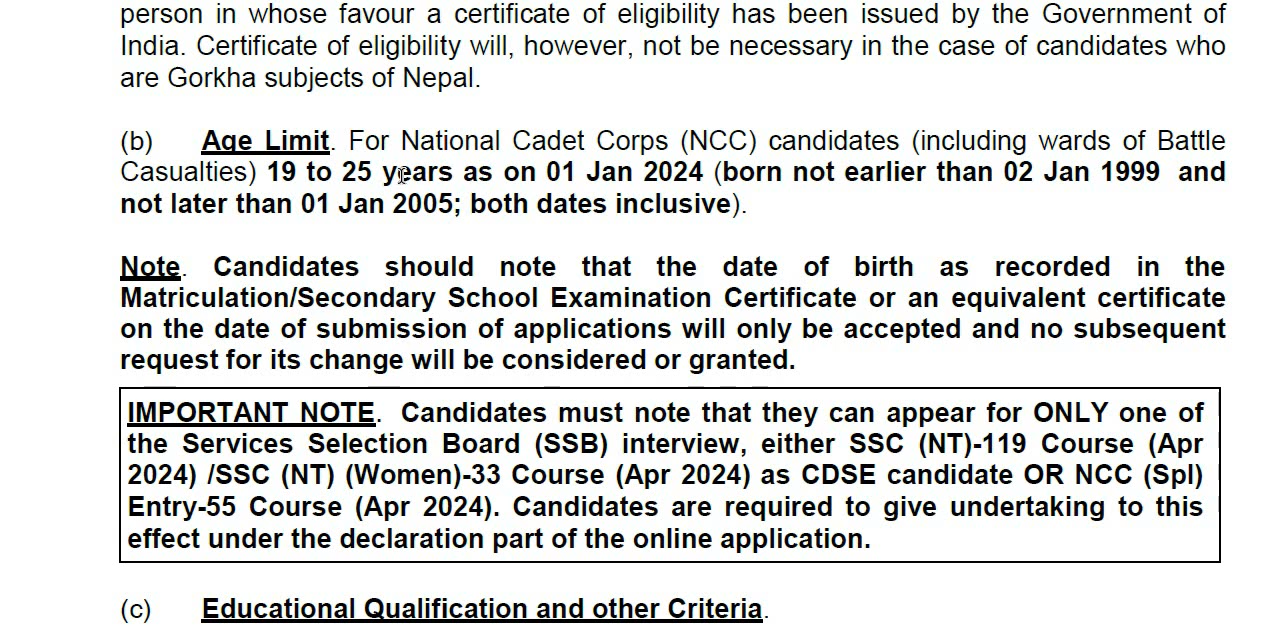 person in whose favour a certificate of eligibility has been issued by the Government of
India. Certificate of eligibility will, however, not be necessary in the case of candidates who
are Gorkha subjects of Nepal.
(b) Age Limit. For National Cadet Corps (NCC) candidates (including wards of Battle
Casualties) 19 to 25 years as on 01 Jan 2024 (born not earlier than 02 Jan 1999 and
not later than 01 Jan 2005; both dates inclusive).
Note. Candidates should note that the date of birth as recorded in the
Matriculation/Secondary School Examination Certificate or an equivalent certificate
on the date of submission of applications will only be accepted and no subsequent
request for its change will be considered or granted.
IMPORTANT NOTE. Candidates must note that they can appear for ONLY one of
the Services Selection Board (SSB) interview, either SSC (NT)-119 Course (Apr
2024) /SSC (NT) (Women)-33 Course (Apr 2024) as CDSE candidate OR NCC (Spl)
Entry-55 Course (Apr 2024). Candidates are required to give undertaking to this
effect under the declaration part of the online application.
(c) Educational Qualification and other Criteria.